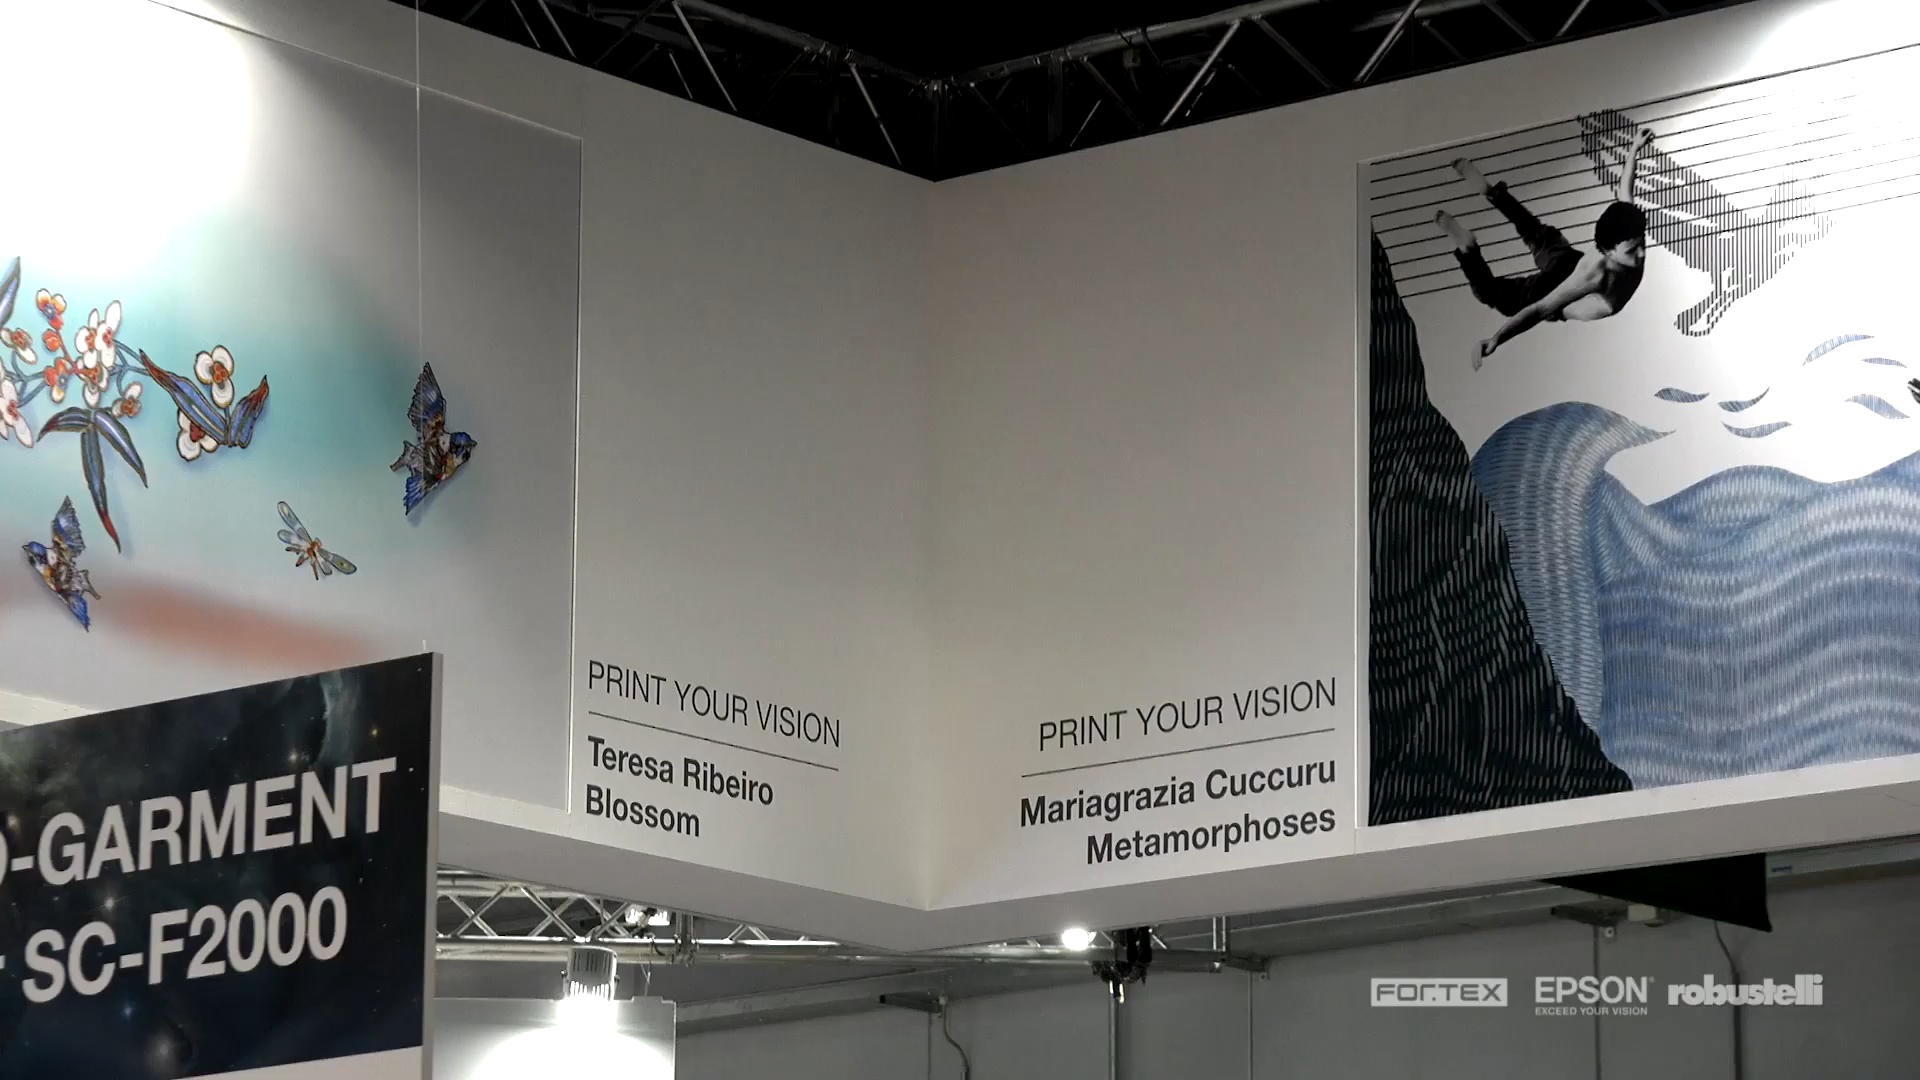 PRINT YOUR VISION
Teresa Ribeiro
Blossom
PRINT YOUR VISION
Mariagrazia Cuccuru
Metamorphoses
-GARMENT
SC-F2000
FOR.TEX
EPSON
EXCEED YOUR VISION
robustelli